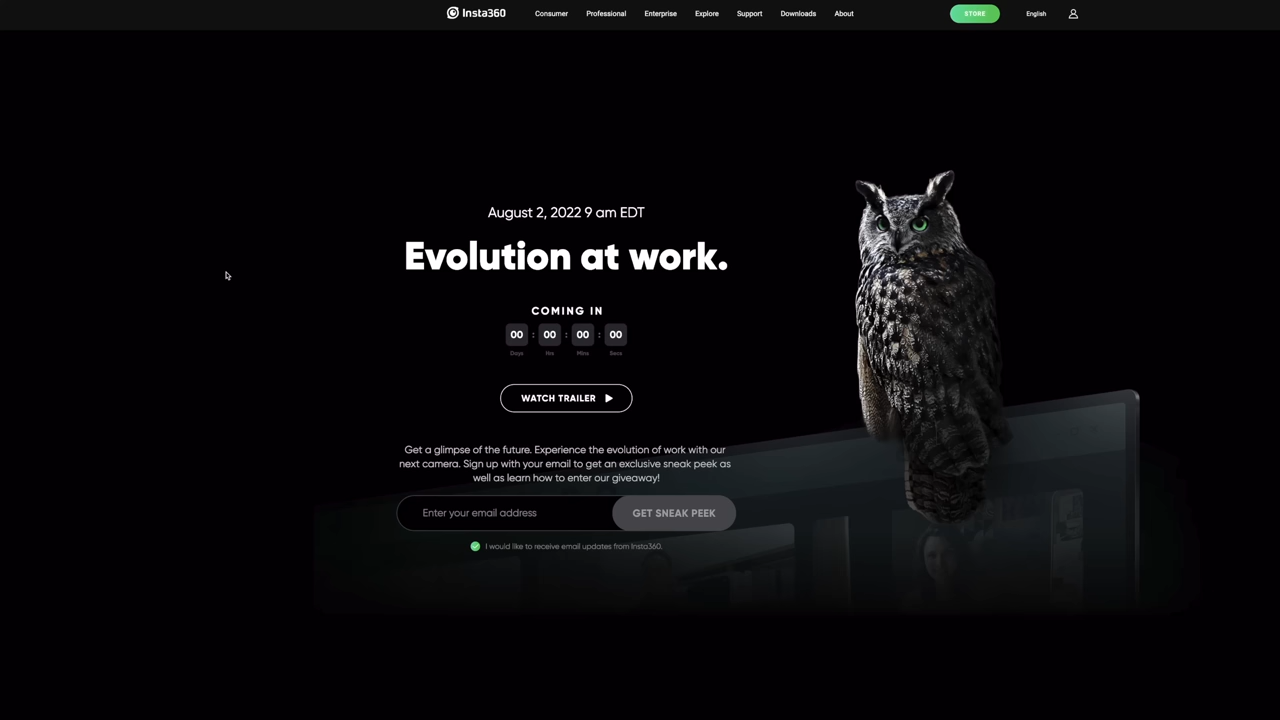 Insta360 Consumer Professional Enterprise Explore Support Downloads About STORE English
August 2, 2022 9 am EDT
Evolution at work.
COMING IN
00 : 00 : 00 : 00
Days Hrs Mins Secs
WATCH TRAILER
Get a glimpse of the future. Experience the evolution of work with our
next camera. Sign up with your email to get an exclusive sneak peek as
well as learn how to enter our giveaway!
Enter your email address GET SNEAK PEEK
I would like to receive email updates from Insta360.